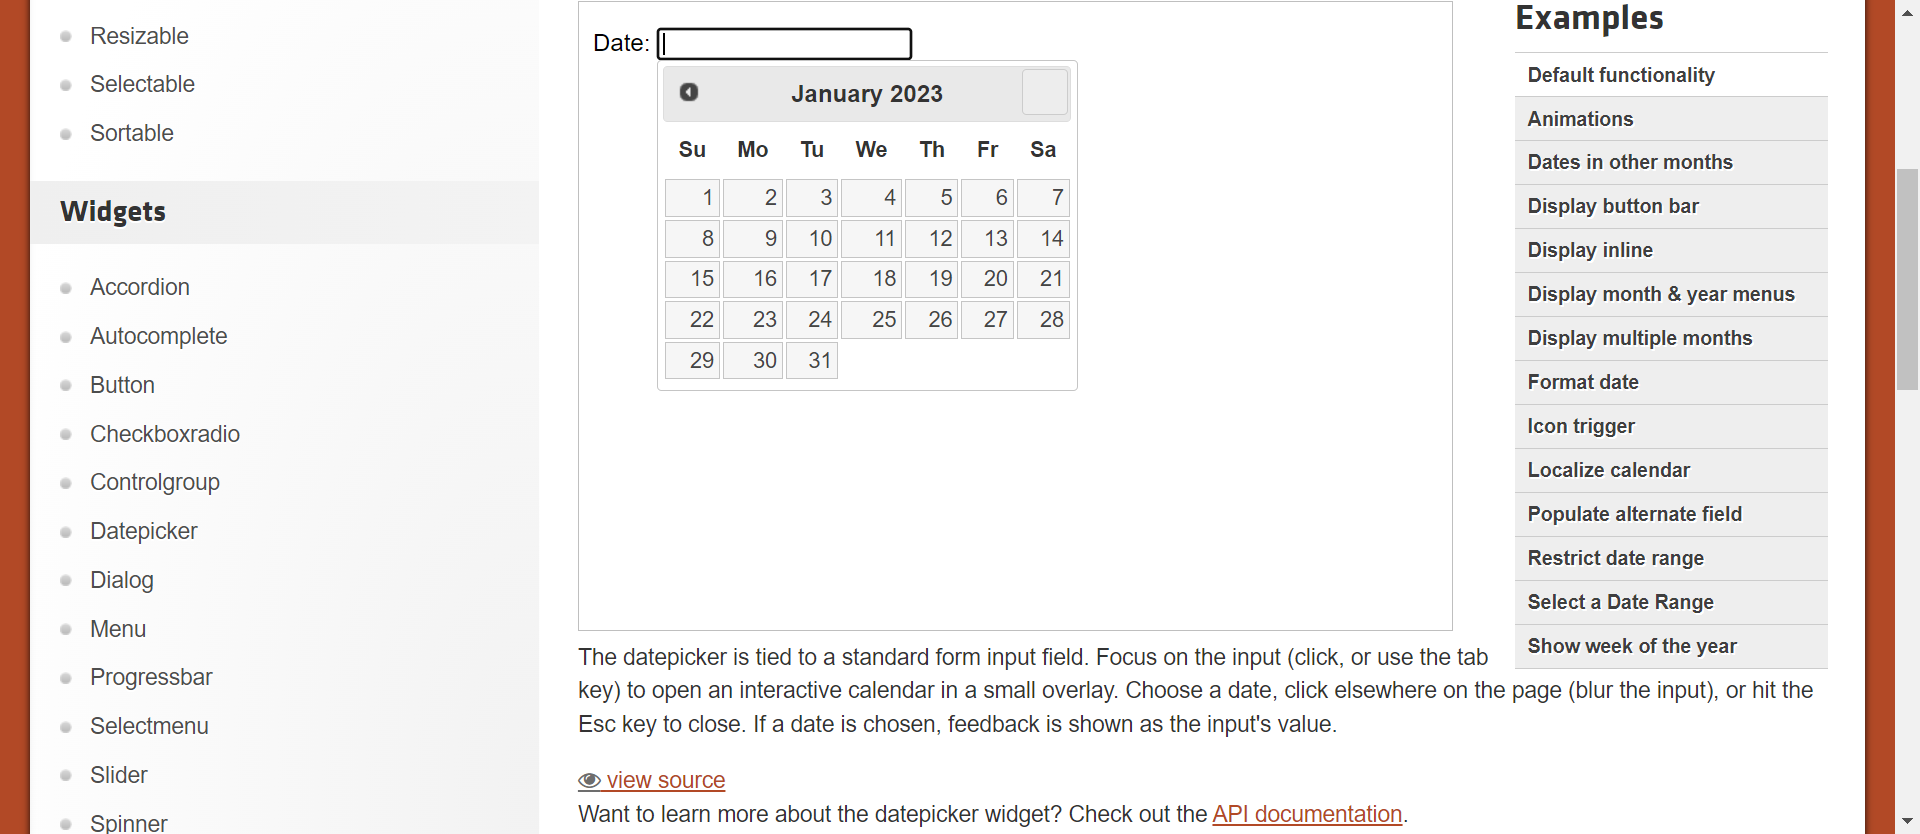 Resizable
Selectable
Sortable
Widgets
Accordion
Autocomplete
Button
Checkboxradio
Controlgroup
Datepicker
Dialog
Menu
Progressbar
Selectmenu
Slider
Spinner
Date:
January 2023
Su Mo Tu We Th Fr Sa
1 2 3 4 5 6 7
8 9 10 11 12 13 14
15 16 17 18 19 20 21
22 23 24 25 26 27 28
29 30 31
The datepicker is tied to a standard form input field. Focus on the input (click, or use the tab
key) to open an interactive calendar in a small overlay. Choose a date, click elsewhere on the page (blur the input), or hit the
Esc key to close. If a date is chosen, feedback is shown as the input's value.
view source
Want to learn more about the datepicker widget? Check out the API documentation.
Examples
Default functionality
Animations
Dates in other months
Display button bar
Display inline
Display month & year menus
Display multiple months
Format date
Icon trigger
Localize calendar
Populate alternate field
Restrict date range
Select a Date Range
Show week of the year